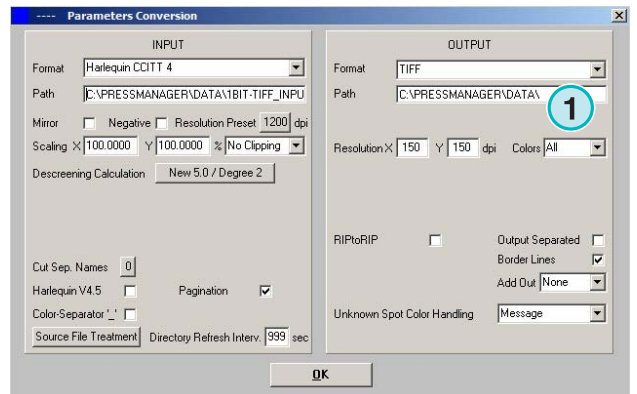 ---- Parameters Conversion
INPUT
Format Harlequin CCITT 4
Path C:\PRESSMANAGER\DATA\1BIT-TIFF_INPU
Mirror Negative Resolution Preset 1200 dpi
Scaling X 100.0000 Y 100.0000 % No Clipping
Descreening Calculation New 5.0 / Degree 2
Cut Sep. Names 0
Harlequin V4.5 Pagination
Color-Separator '_'
Source File Treatment Directory Refresh Interv. 999 sec
OUTPUT
Format TIFF
Path C:\PRESSMANAGER\DATA\
1
Resolution X 150 Y 150 dpi Colors All
RIPtoRIP Output Separated
Border Lines
Add Out None
Unknown Spot Color Handling Message
OK